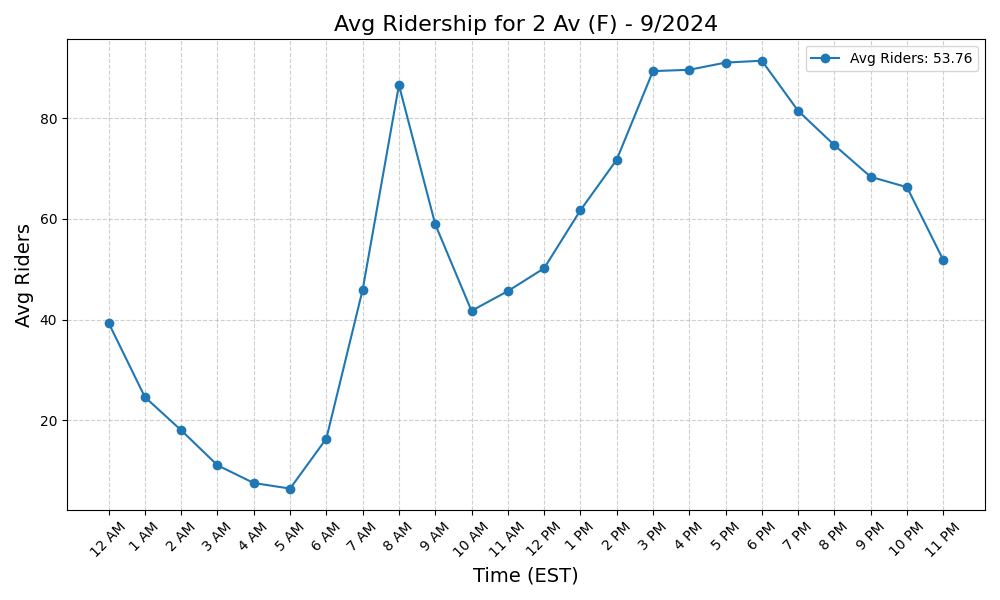 Avg Ridership for 2 Av (F) - 9/2024
Avg Riders: 53.76
Avg Riders
80
60
40
20
12 AM
1 AM
2 AM
3 AM
4 AM
5 AM
6 AM
7 AM
8 AM
9 AM
10 AM
11 AM
12 PM
1 PM
2 PM
3 PM
4 PM
5 PM
6 PM
7 PM
8 PM
9 PM
10 PM
11 PM
Time (EST)